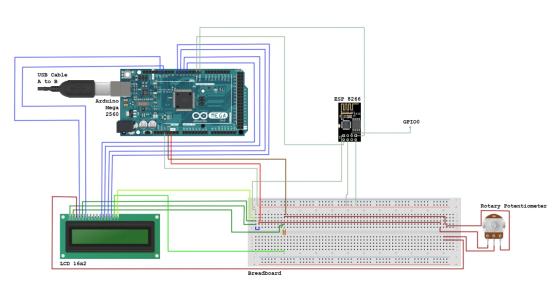 USB Cable
A to B
Arduino
Mega
2560
MEGA
ESP 8266
GPIO0
Rotary Potentiometer
LCD 16x2
Breadboard